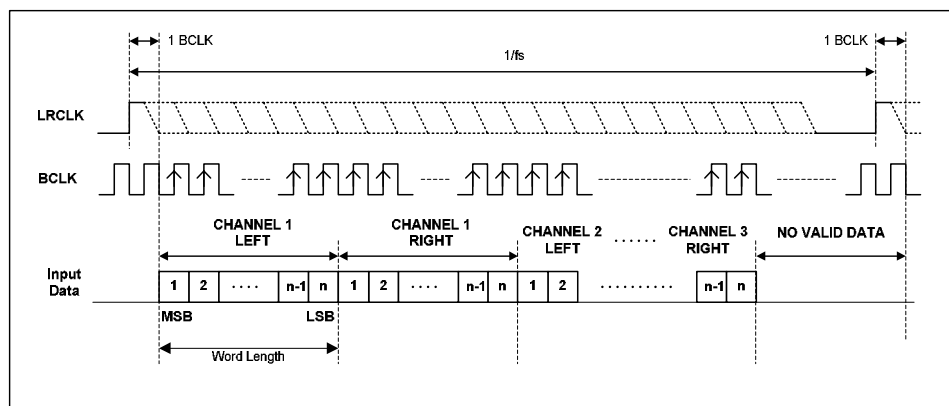 1 BCLK 1 BCLK
1/fs
LRCLK
BCLK
CHANNEL 1 LEFT
CHANNEL 1 RIGHT
CHANNEL 2 LEFT
......
CHANNEL 3 RIGHT
NO VALID DATA
Input Data
1 2 .... n-1 n 1 2 .... n-1 n 1 2 .......... n-1 n
MSB LSB
Word Length